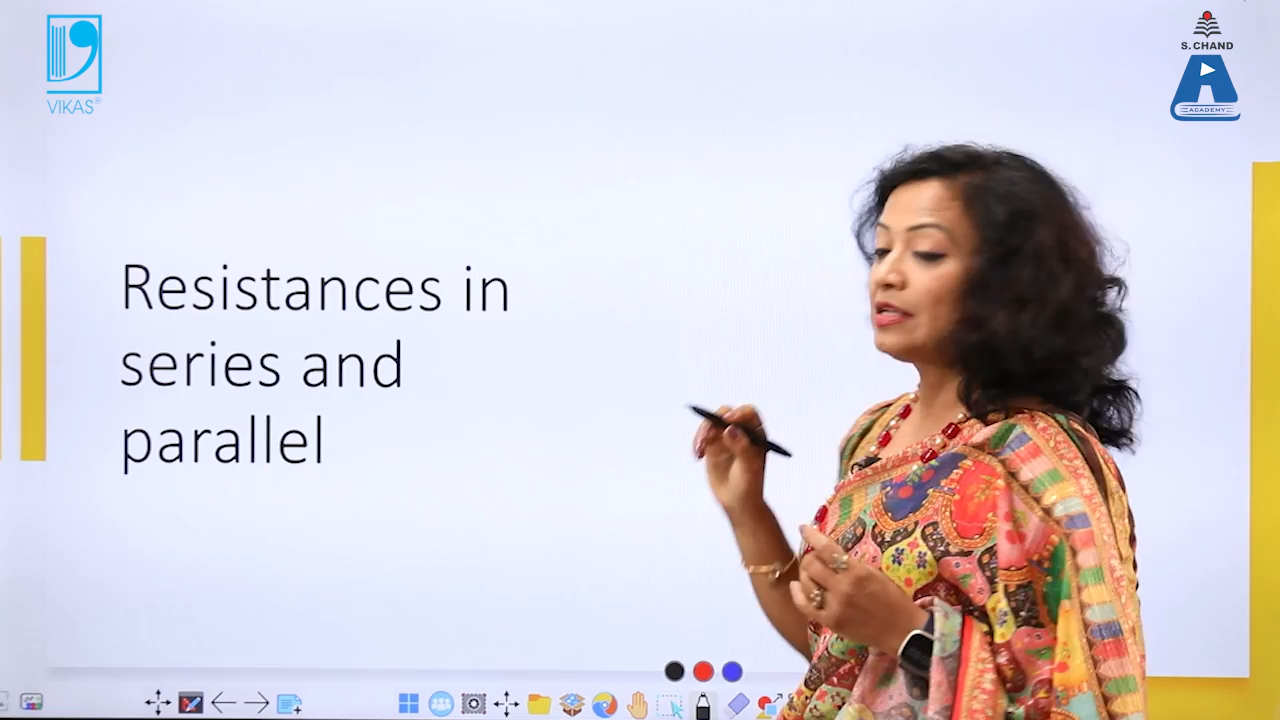 VIKAS®
S. CHAND
ACADEMY
Resistances in
series and
parallel